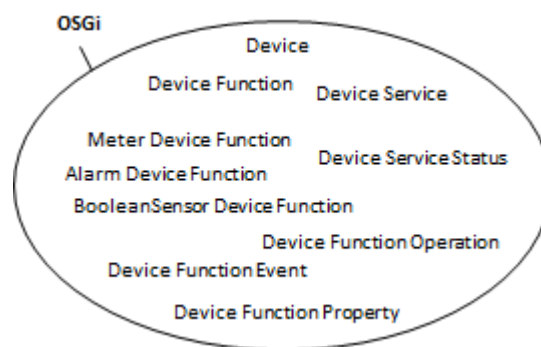 OSGi
Device
Device Function
Device Service
Meter Device Function
Device Service Status
Alarm Device Function
BooleanSensor Device Function
Device Function Operation
Device Function Event
Device Function Property